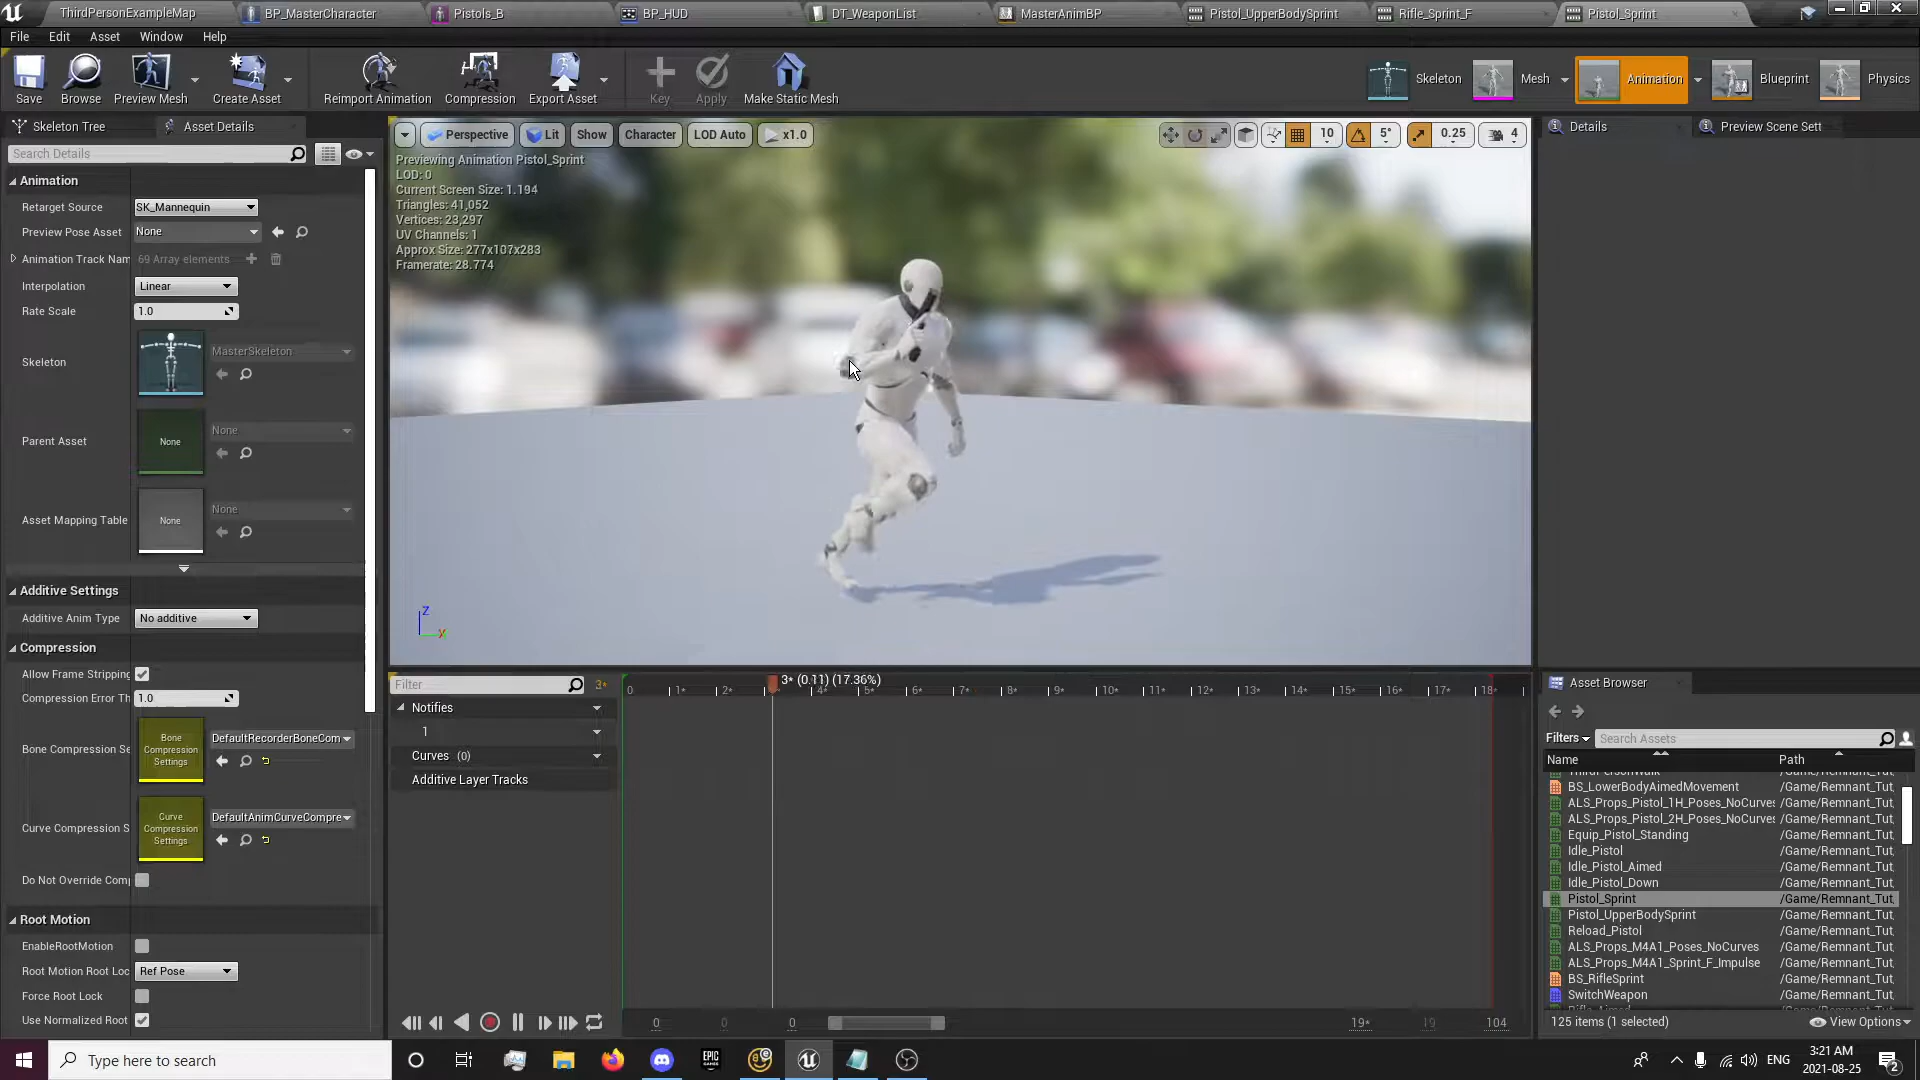 ThirdPersonExampleMap
BP_MasterCharacter
Pistols_B
BP_HUD
DT_WeaponList
MasterAnimBP
Pistol_UpperBodySprint
Rifle_Sprint_F
Pistol_Sprint
File Edit Asset Window Help
Save
Browse
Preview Mesh
Create Asset
Reimport Animation
Compression
Export Asset
Key
Apply
Make Static Mesh
Skeleton
Mesh
Animation
Blueprint
Physics
Skeleton Tree
Asset Details
Search Details
Animation
Retarget Source SK_Mannequin
Preview Pose Asset None
Animation Track Nam 69 Array elements
Interpolation Linear
Rate Scale 1.0
Skeleton MasterSkeleton
Parent Asset None None
Asset Mapping Table None None
Additive Settings
Additive Anim Type No additive
Compression
Allow Frame Stripping
Compression Error Th 1.0
Bone Compression Se Bone Compression Settings DefaultRecorderBoneCom
Curve Compression S Curve Compression Settings DefaultAnimCurveCompre
Do Not Override Comp
Root Motion
EnableRootMotion
Root Motion Root Loc Ref Pose
Force Root Lock
Use Normalized Root
Perspective Lit Show Character LOD Auto x1.0
10 5° 0.25 4
Previewing Animation Pistol_Sprint
LOD: 0
Current Screen Size: 1.194
Triangles: 41,052
Vertices: 23,297
UV Channels: 1
Approx Size: 277x107x283
Framerate: 28.774
Z
Filter 3*
3* (0.11) (17.36%)
0 1* 2* 4* 5* 6* 7* 8* 9* 10* 11* 12* 13* 14* 15* 16* 17* 18*
Notifies
1
Curves (0)
Additive Layer Tracks
0 0 0 19* 19 104
Details
Preview Scene Sett
Asset Browser
Filters Search Assets
Name Path
ThirdPersonWalk /Game/Remnant_Tut
BS_LowerBodyAimedMovement /Game/Remnant_Tut
ALS_Props_Pistol_1H_Poses_NoCurves /Game/Remnant_Tut
ALS_Props_Pistol_2H_Poses_NoCurves /Game/Remnant_Tut
Equip_Pistol_Standing /Game/Remnant_Tut
Idle_Pistol /Game/Remnant_Tut
Idle_Pistol_Aimed /Game/Remnant_Tut
Idle_Pistol_Down /Game/Remnant_Tut
Pistol_Sprint /Game/Remnant_Tut
Pistol_UpperBodySprint /Game/Remnant_Tut
Reload_Pistol /Game/Remnant_Tut
ALS_Props_M4A1_Poses_NoCurves /Game/Remnant_Tut
ALS_Props_M4A1_Sprint_F_Impulse /Game/Remnant_Tut
BS_RifleSprint /Game/Remnant_Tut
SwitchWeapon /Game/Remnant_Tut
125 items (1 selected) View Options
Type here to search
EPIC GAMES
ENG
3:21 AM
2021-08-25
2